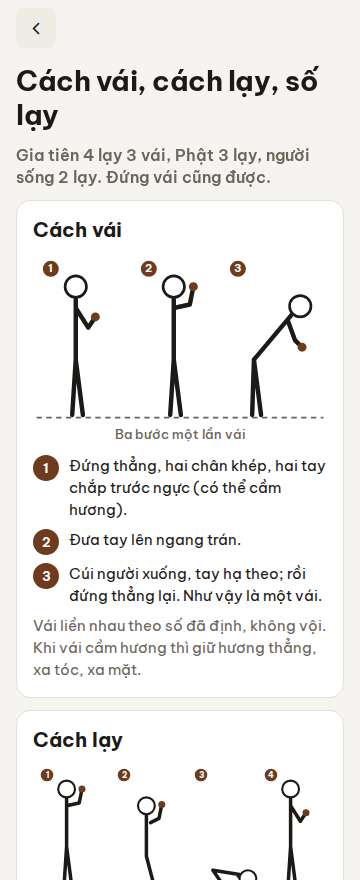 Cách vái, cách lạy, số
lạy
Gia tiên 4 lạy 3 vái, Phật 3 lạy, người
sống 2 lạy. Đứng vái cũng được.
Cách vái
1 2 3
Ba bước một lần vái
1 Đứng thẳng, hai chân khép, hai tay
chắp trước ngực (có thể cầm
hương).
2 Đưa tay lên ngang trán.
3 Cúi người xuống, tay hạ theo; rồi
đứng thẳng lại. Như vậy là một vái.
Vái liền nhau theo số đã định, không vội.
Khi vái cầm hương thì giữ hương thẳng,
xa tóc, xa mặt.
Cách lạy
1 2 3 4